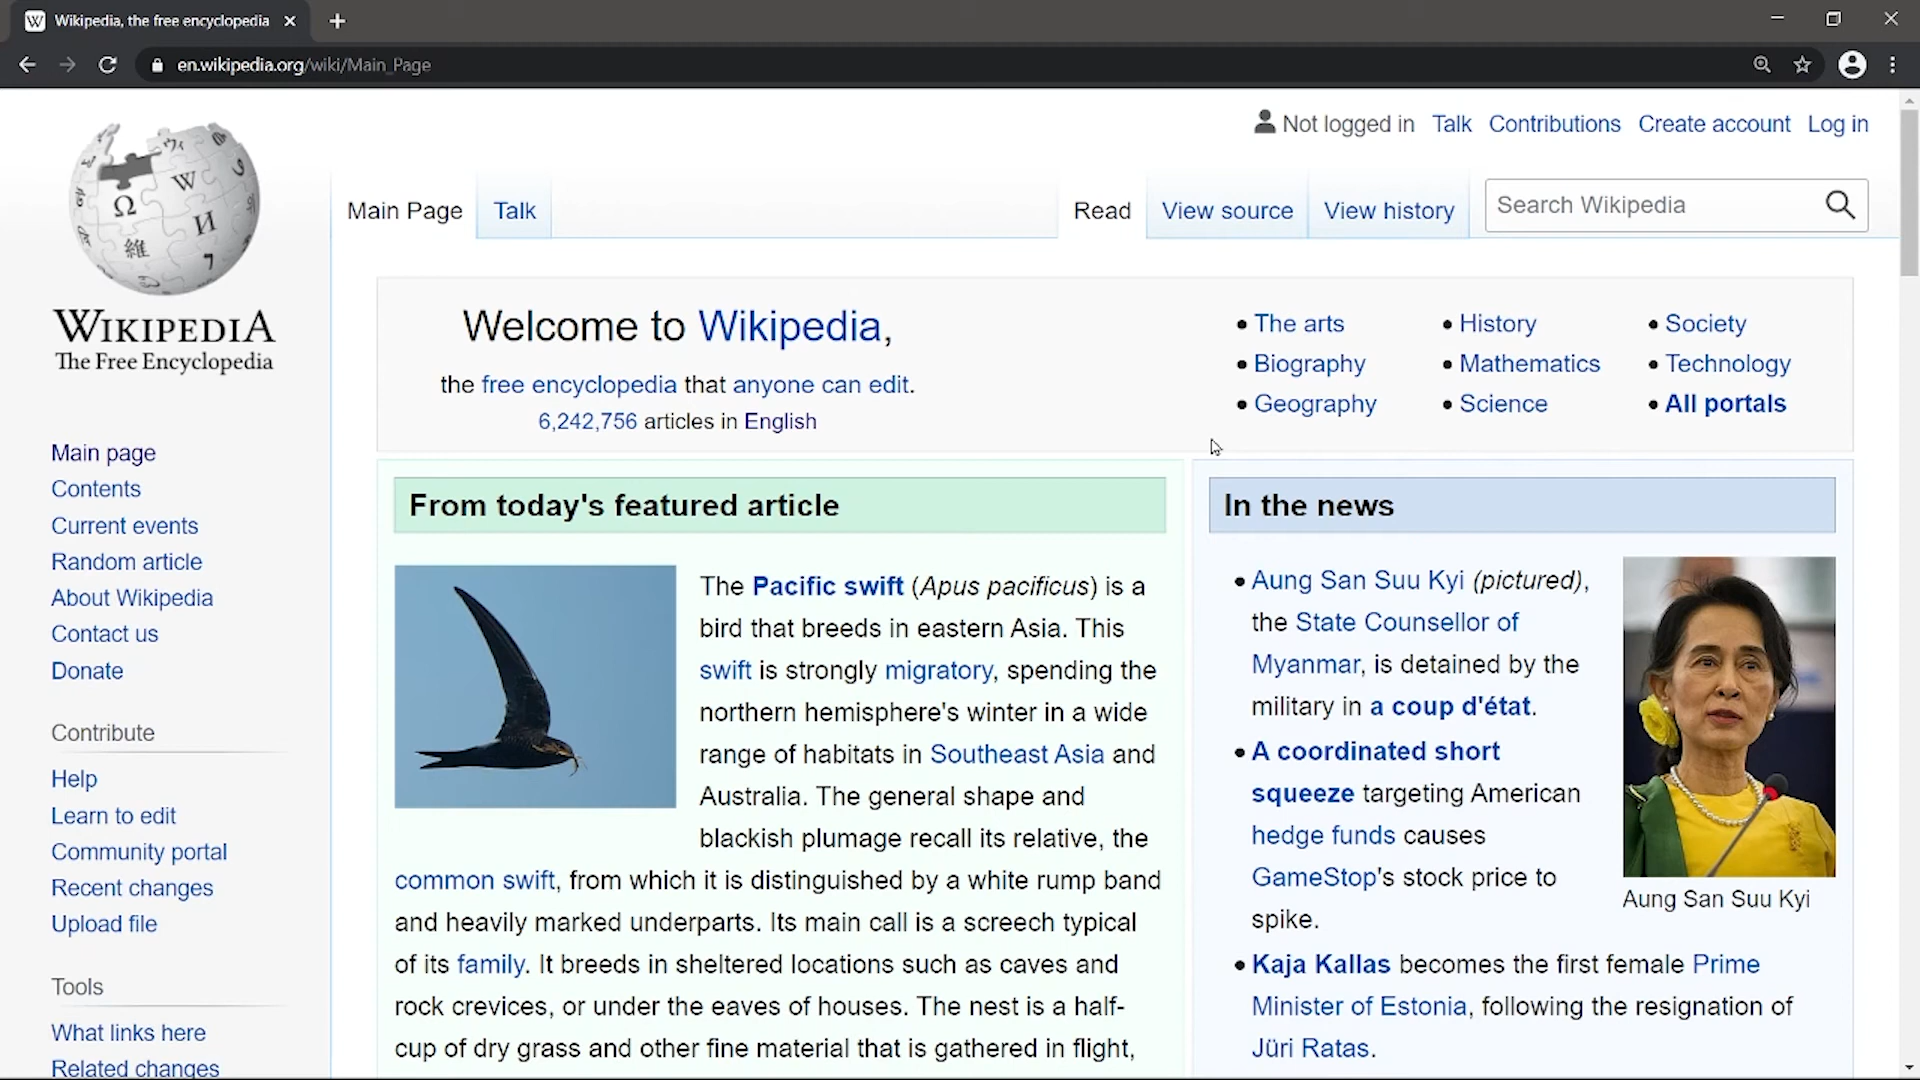 Wikipedia, the free encyclopedia
en.wikipedia.org/wiki/Main_Page
Not logged in Talk Contributions Create account Log in
Main Page Talk Read View source View history Search Wikipedia
WIKIPEDIA
The Free Encyclopedia
Main page
Contents
Current events
Random article
About Wikipedia
Contact us
Donate
Contribute
Help
Learn to edit
Community portal
Recent changes
Upload file
Tools
What links here
Related changes
Welcome to Wikipedia,
the free encyclopedia that anyone can edit.
6,242,756 articles in English
The arts
Biography
Geography
History
Mathematics
Science
Society
Technology
All portals
From today's featured article
The Pacific swift (Apus pacificus) is a
bird that breeds in eastern Asia. This
swift is strongly migratory, spending the
northern hemisphere's winter in a wide
range of habitats in Southeast Asia and
Australia. The general shape and
blackish plumage recall its relative, the
common swift, from which it is distinguished by a white rump band
and heavily marked underparts. Its main call is a screech typical
of its family. It breeds in sheltered locations such as caves and
rock crevices, or under the eaves of houses. The nest is a half-
cup of dry grass and other fine material that is gathered in flight,
In the news
Aung San Suu Kyi (pictured),
the State Counsellor of
Myanmar, is detained by the
military in a coup d'état.
A coordinated short
squeeze targeting American
hedge funds causes
GameStop's stock price to
spike.
Aung San Suu Kyi
Kaja Kallas becomes the first female Prime
Minister of Estonia, following the resignation of
Jüri Ratas.